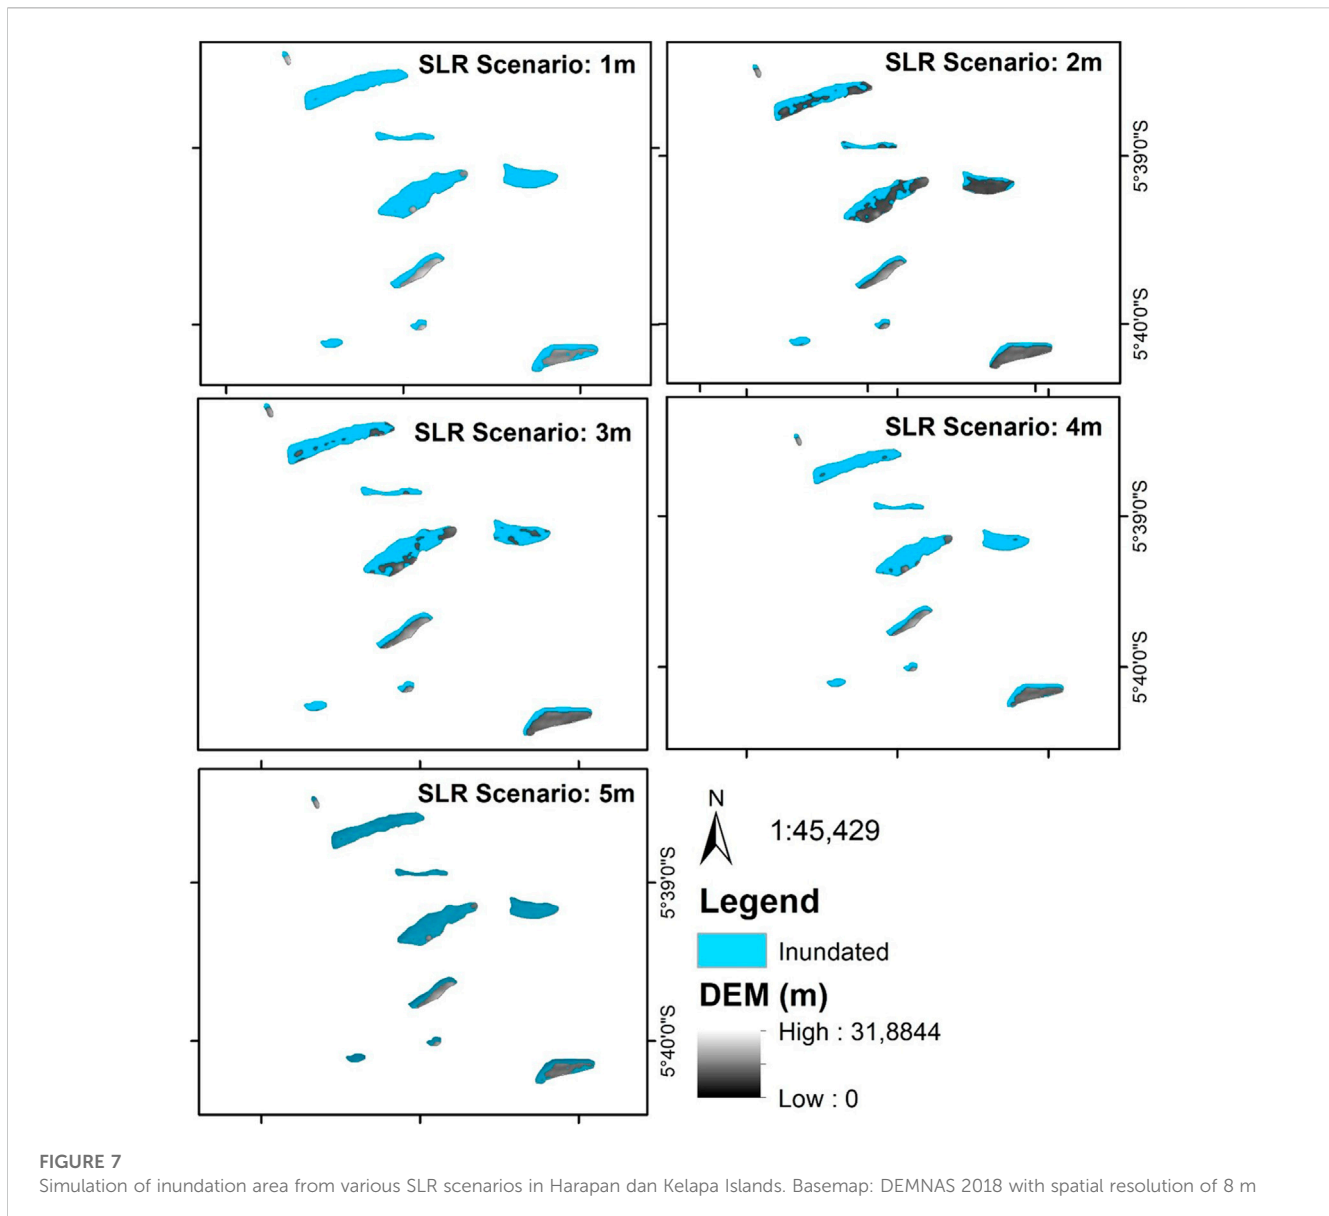 SLR Scenario: 1m
SLR Scenario: 2m
5°39'0"S
5°40'0"S
SLR Scenario: 3m
SLR Scenario: 4m
5°39'0"S
5°40'0"S
SLR Scenario: 5m
5°39'0"S
5°40'0"S
N
1:45,429
Legend
Inundated
DEM (m)
High : 31,8844
Low : 0
FIGURE 7
Simulation of inundation area from various SLR scenarios in Harapan dan Kelapa Islands. Basemap: DEMNAS 2018 with spatial resolution of 8 m